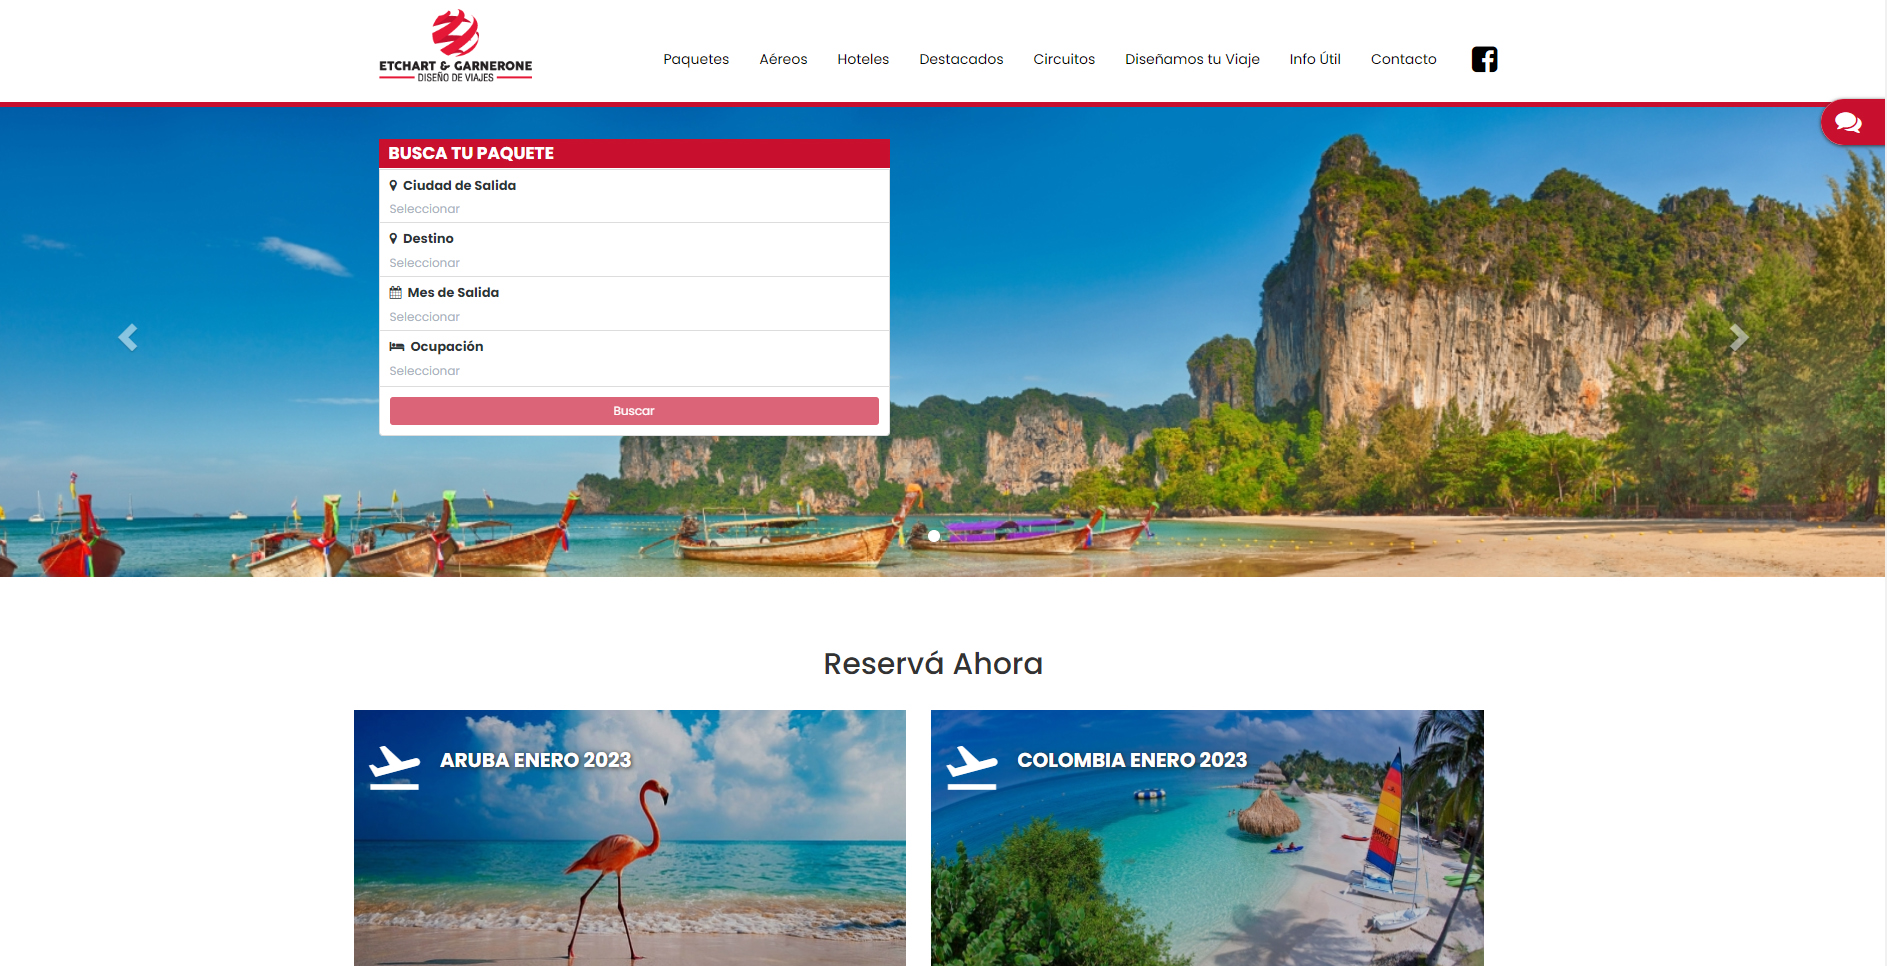 ETCHART & GARNERONE
DISEÑO DE VIAJES
Paquetes Aéreos Hoteles Destacados Circuitos Diseñamos tu Viaje Info Útil Contacto
BUSCA TU PAQUETE
Ciudad de Salida
Seleccionar
Destino
Seleccionar
Mes de Salida
Seleccionar
Ocupación
Seleccionar
Buscar
Reservá Ahora
ARUBA ENERO 2023
COLOMBIA ENERO 2023